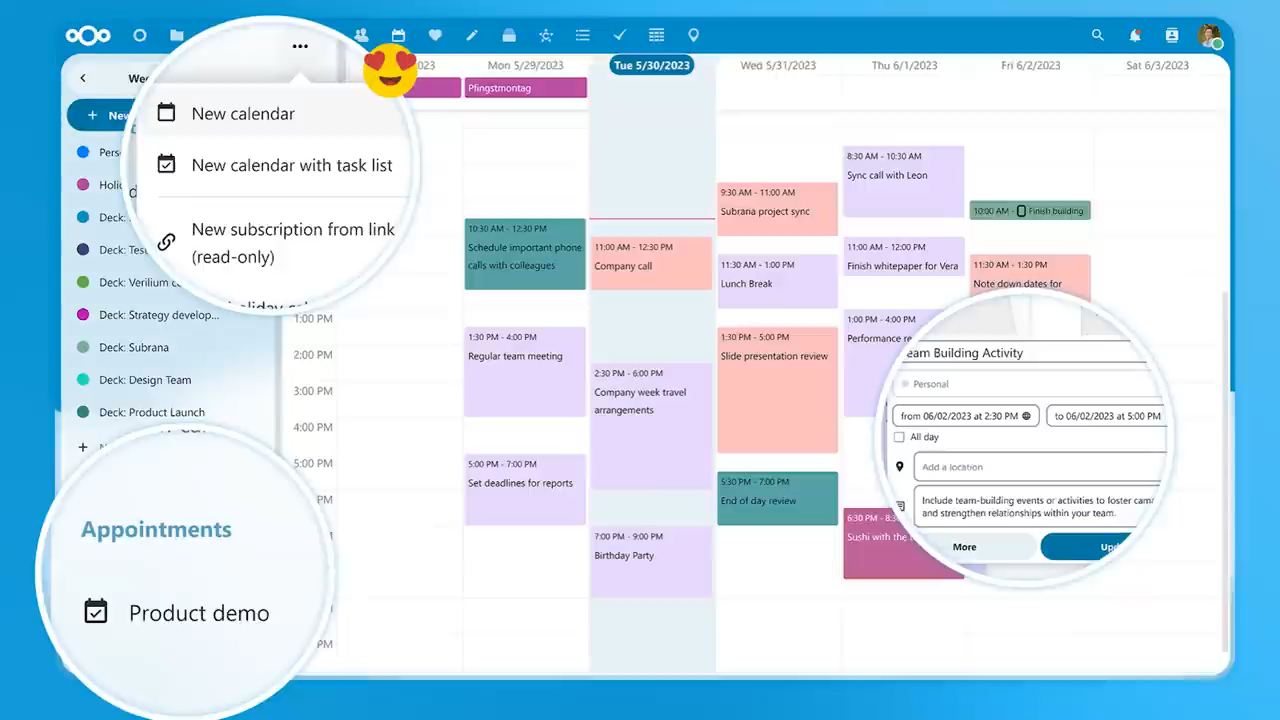 023
Mon 5/29/2023
Tue 5/30/2023
Wed 5/31/2023
Thu 6/1/2023
Fri 6/2/2023
Sat 6/3/2023
New calendar
New calendar with task list
New subscription from link
(read-only)
Deck: Strategy develop...
Deck: Subrana
Deck: Design Team
Deck: Product Launch
Appointments
Product demo
1:00 PM
2:00 PM
3:00 PM
4:00 PM
5:00 PM
PM
PM
PM
Pfingstmontag
10:30 AM - 12:30 PM
Schedule important phone
calls with colleagues
1:30 PM - 4:00 PM
Regular team meeting
5:00 PM - 7:00 PM
Set deadlines for reports
11:00 AM - 12:30 PM
Company call
2:30 PM - 6:00 PM
Company week travel
arrangements
7:00 PM - 9:00 PM
Birthday Party
9:30 AM - 11:00 AM
Subrana project sync
11:30 AM - 1:00 PM
Lunch Break
1:30 PM - 5:00 PM
Slide presentation review
5:30 PM - 7:00 PM
End of day review
8:30 AM - 10:30 AM
Sync call with Leon
11:00 AM - 12:00 PM
Finish whitepaper for Vera
1:00 PM - 4:00 PM
Performance
6:30 PM -
Sushi with the
10:00 AM - Finish building
11:30 AM - 1:30 PM
Note down dates for
Team Building Activity
Personal
from 06/02/2023 at 2:30 PM
to 06/02/2023 at 5:00 PM
All day
Add a location
Include team-building events or activities to foster
and strengthen relationships within your team.
More